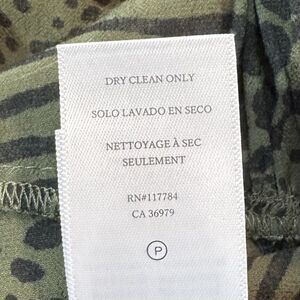 DRY CLEAN ONLY
SOLO LAVADO EN SECO
NETTOYAGE À SEC
SEULEMENT
RN#117784
CA 36979
P